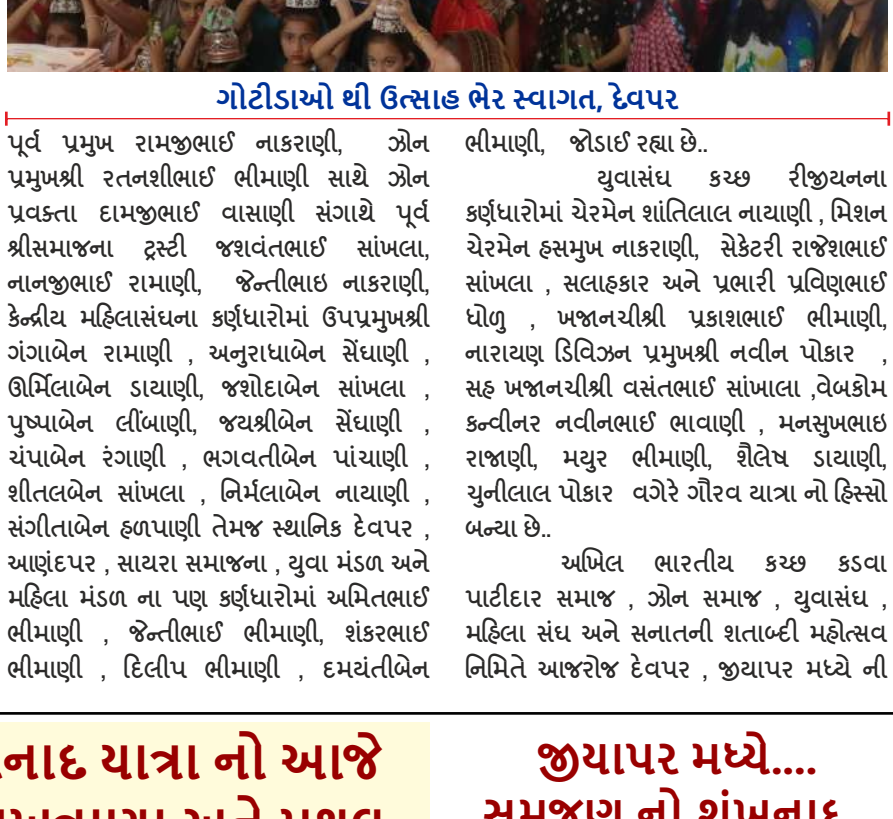 ગોટીડાઓ થી ઉત્સાહ ભેર સ્વાગત, દેવપર
પૂર્વ પ્રમુખ રામજીભાઈ નાકરાણી, ઝોન
પ્રમુખશ્રી રતનશીભાઈ ભીમાણી સાથે ઝોન
પ્રવક્તા દામજીભાઈ વાસાણી સંગાથે પૂર્વ
શ્રીસમાજના ટ્રસ્ટી જશવંતભાઈ સાંખલા,
નાનજીભાઈ રામાણી, જેન્તીભાઇ નાકરાણી,
કેન્દ્રીય મહિલાસંઘના કર્ણધારોમાં ઉપપ્રમુખશ્રી
ગંગાબેન રામાણી , અનુરાધાબેન સેંઘાણી ,
ઊર્મિલાબેન ડાયાણી, જશોદાબેન સાંખલા ,
પુષ્પાબેન લીંબાણી, જયશ્રીબેન સેંઘાણી ,
ચંપાબેન રંગાણી , ભગવતીબેન પાંચાણી ,
શીતલબેન સાંખલા , નિર્મલાબેન નાયાણી ,
સંગીતાબેન હળપાણી તેમજ સ્થાનિક દેવપર ,
આણંદપર , સાયરા સમાજના , યુવા મંડળ અને
મહિલા મંડળ ના પણ કર્ણધારોમાં અમિતભાઈ
ભીમાણી , જેન્તીભાઈ ભીમાણી, શંકરભાઈ
ભીમાણી , દિલીપ ભીમાણી , દમયંતીબેન
ભીમાણી, જોડાઈ રહ્યા છે..
યુવાસંઘ કચ્છ રીજીયનના
કર્ણધારોમાં ચેરમેન શાંતિલાલ નાયાણી , મિશન
ચેરમેન હસમુખ નાકરાણી, સેકેટરી રાજેશભાઈ
સાંખલા , સલાહકાર અને પ્રભારી પ્રવિણભાઈ
ધોળુ , ખજાનચીશ્રી પ્રકાશભાઈ ભીમાણી,
નારાયણ ડિવિઝન પ્રમુખશ્રી નવીન પોકાર ,
સહ ખજાનચીશ્રી વસંતભાઈ સાંખાલા ,વેબકોમ
કન્વીનર નવીનભાઈ ભાવાણી , મનસુખભાઇ
રાજાણી, મયુર ભીમાણી, શૈલેષ ડાયાણી,
ચુનીલાલ પોકાર વગેરે ગૌરવ યાત્રા નો હિસ્સો
બન્યા છે..
અખિલ ભારતીય કચ્છ કડવા
પાટીદાર સમાજ , ઝોન સમાજ , યુવાસંઘ ,
મહિલા સંઘ અને સનાતની શતાબ્દી મહોત્સવ
નિમિતે આજરોજ દેવપર , જીયાપર મધ્યે ની
નાદ યાત્રા નો આજે
જીયાપર મધ્યે....
સમજાણ નો શંખનાદ